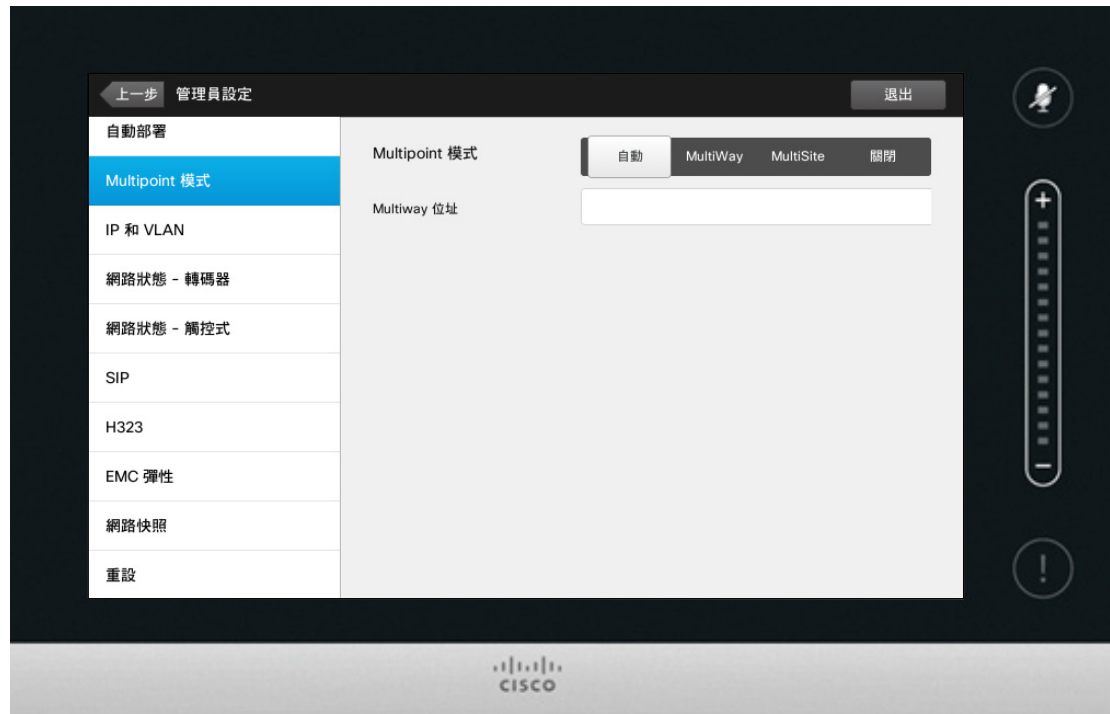 上一步 管理員設定 退出
自動部署
Multipoint 模式
IP 和 VLAN
網路狀態 - 轉碼器
網路狀態 - 觸控式
SIP
H323
EMC 彈性
網路快照
重設
Multipoint 模式 自動 MultiWay MultiSite 關閉
Multiway 位址
CISCO